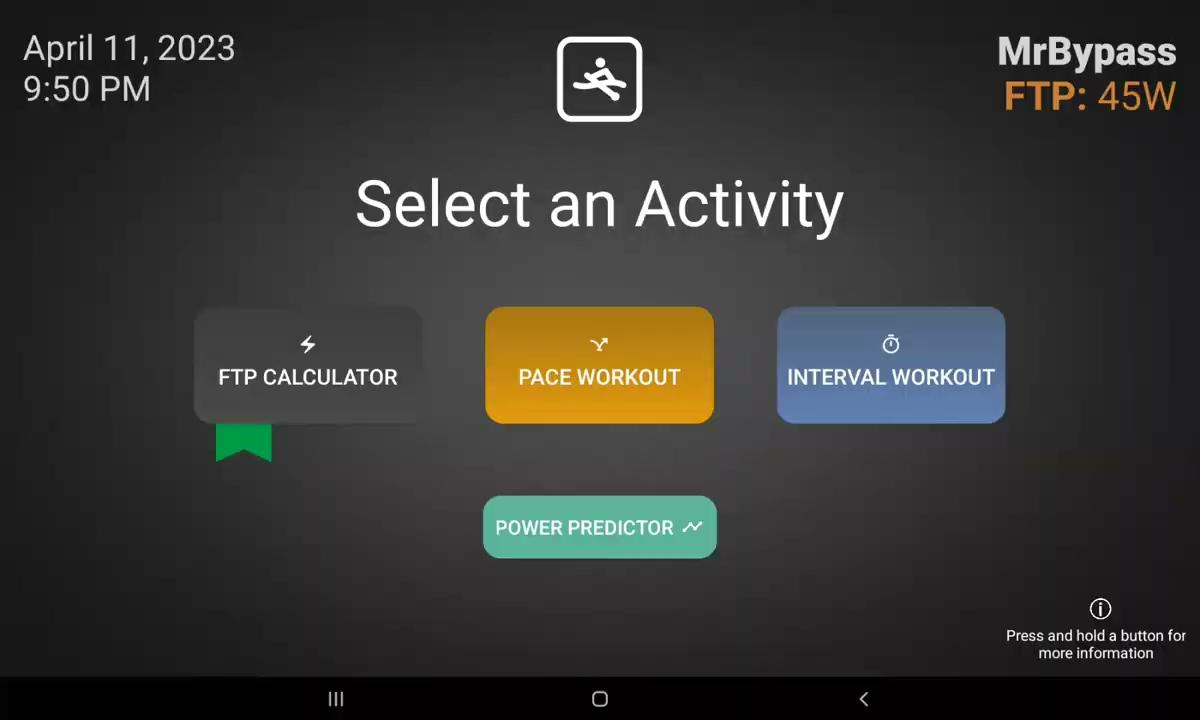 April 11, 2023
9:50 PM
MrBypass
FTP: 45W
Select an Activity
FTP CALCULATOR
PACE WORKOUT
INTERVAL WORKOUT
POWER PREDICTOR
Press and hold a button for
more information